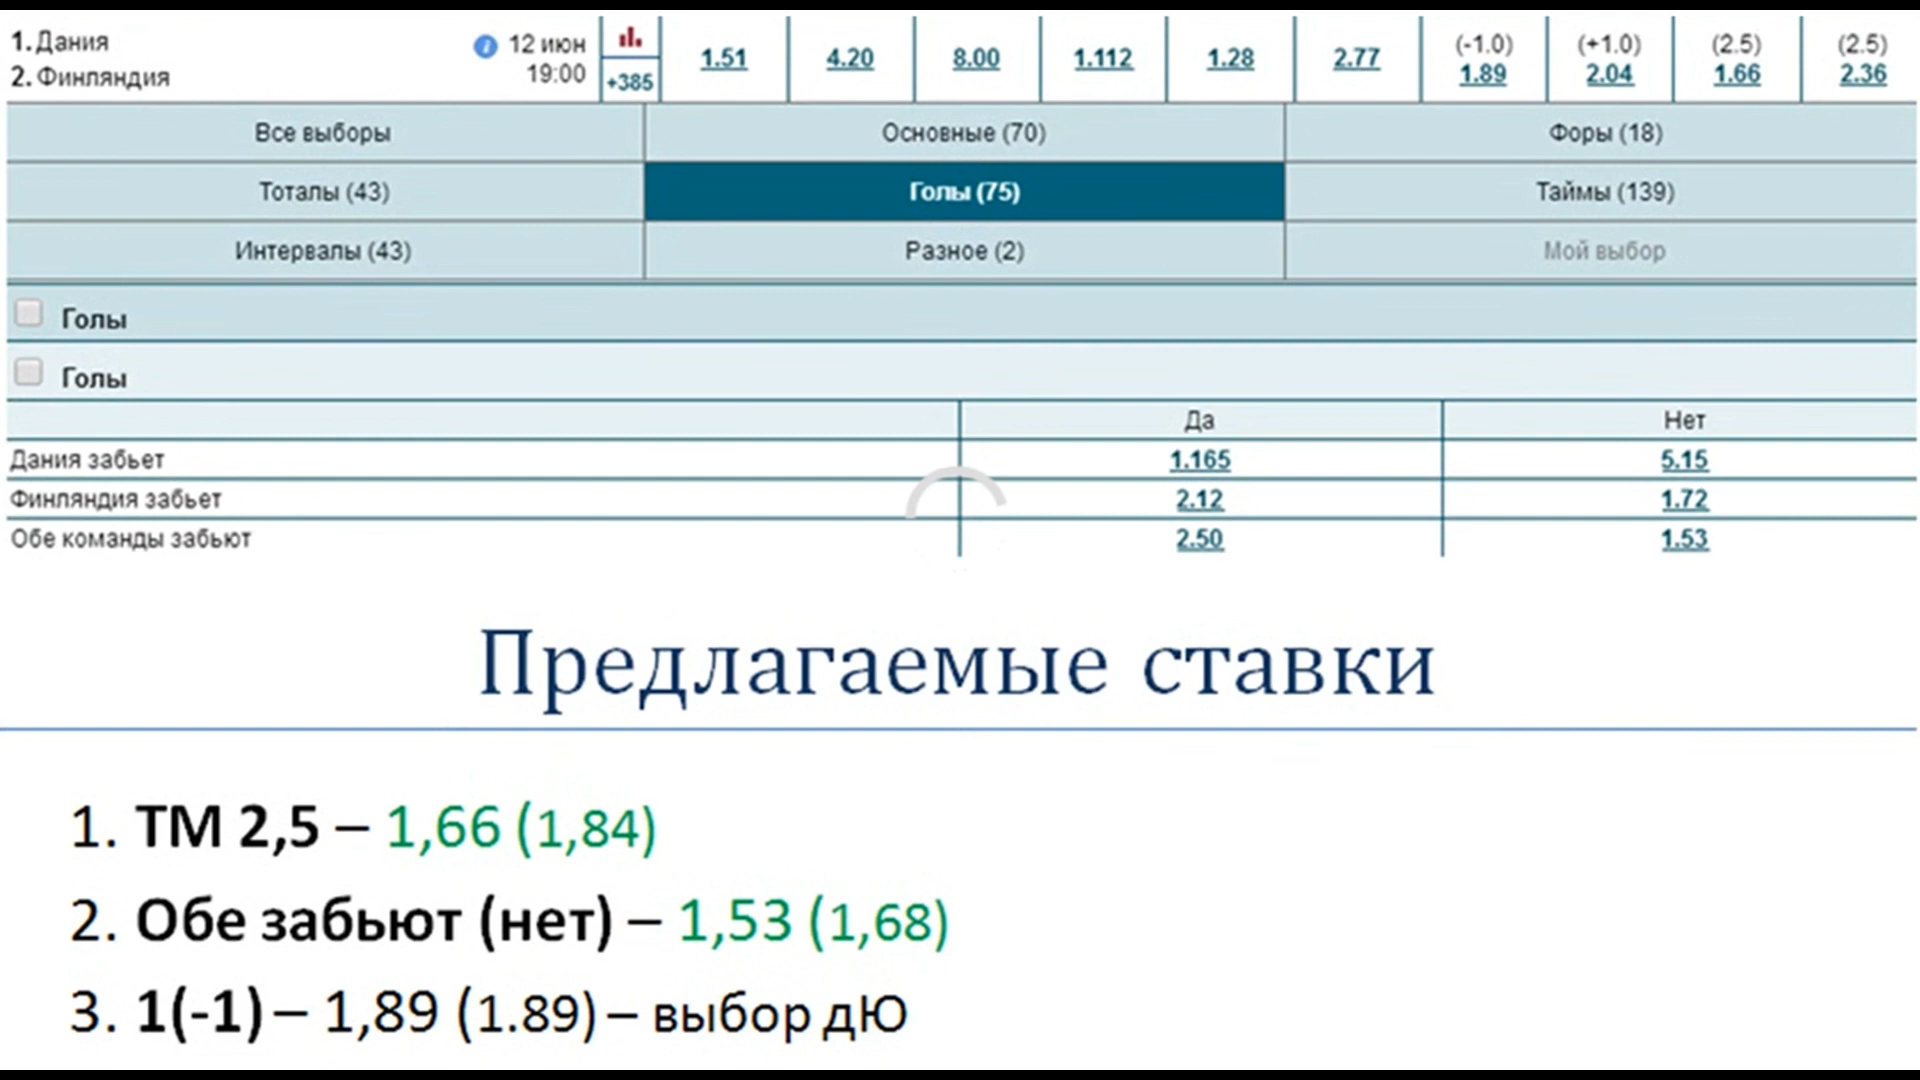 1. Дания
2. Финляндия
12 июн
19:00
+385
1.51 4.20 8.00 1.112 1.28 2.77
(-1.0) (+1.0) (2.5) (2.5)
1.89 2.04 1.66 2.36
Все выборы Основные (70) Форы (18)
Тоталы (43) Голы (75) Таймы (139)
Интервалы (43) Разное (2) Мой выбор
Голы
Голы
Да Нет
Дания забьет 1.165 5.15
Финляндия забьет 2.12 1.72
Обе команды забьют 2.50 1.53
Предлагаемые ставки
1. ТМ 2,5 – 1,66 (1,84)
2. Обе забьют (нет) – 1,53 (1,68)
3. 1(-1) – 1,89 (1.89) – выбор дЮ